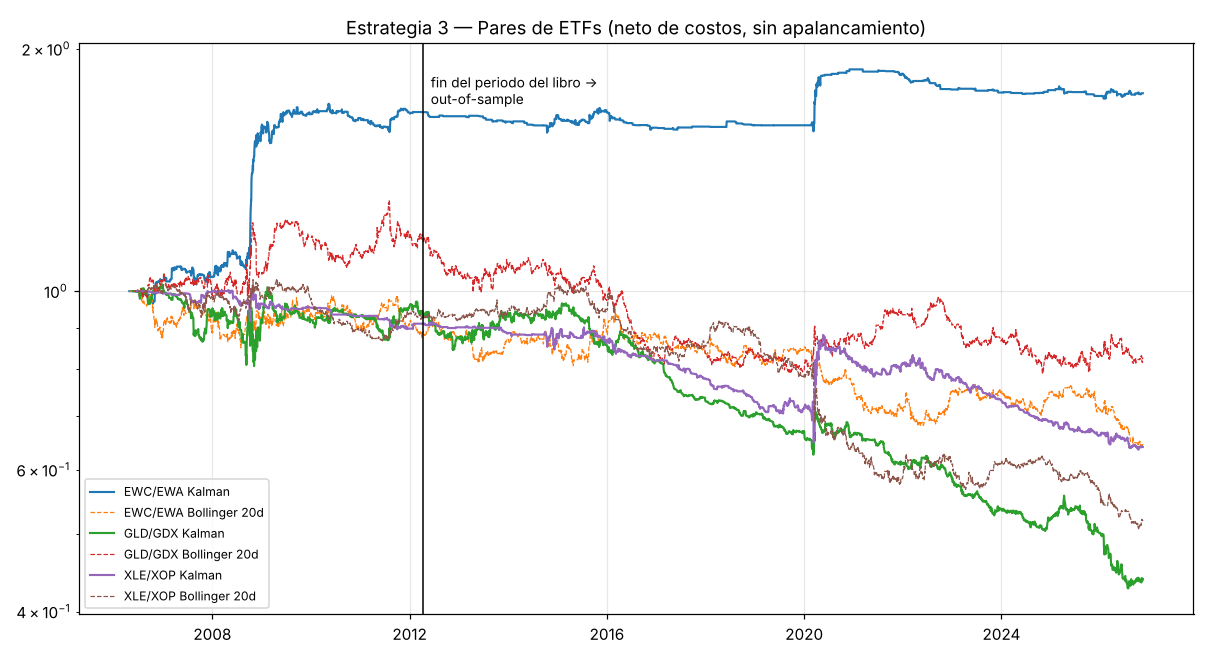 Estrategia 3 — Pares de ETFs (neto de costos, sin apalancamiento)
2 × 10⁰
fin del periodo del libro →
out-of-sample
10⁰
6 × 10⁻¹
4 × 10⁻¹
EWC/EWA Kalman
EWC/EWA Bollinger 20d
GLD/GDX Kalman
GLD/GDX Bollinger 20d
XLE/XOP Kalman
XLE/XOP Bollinger 20d
2008 2012 2016 2020 2024